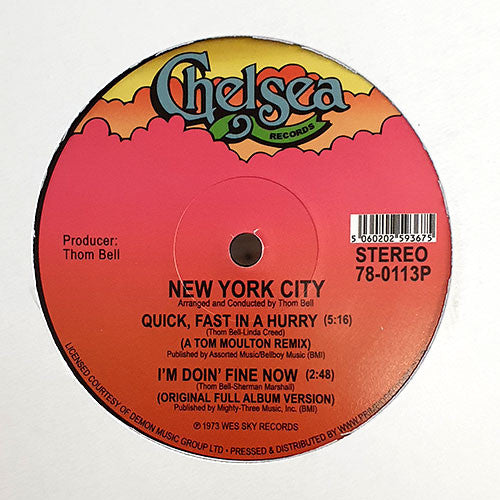 Chelsea
RECORDS
5 060202 593675
STEREO
78-0113P
Producer:
Thom Bell
NEW YORK CITY
Arranged and Conducted by Thom Bell
QUICK, FAST IN A HURRY (5:16)
(Thom Bell-Linda Creed)
(A TOM MOULTON REMIX)
Published by Assorted Music/Bellboy Music (BMI)
I'M DOIN' FINE NOW (2:48)
(Thom Bell-Sherman Marshall)
(ORIGINAL FULL ALBUM VERSION)
Published by Mighty-Three Music, Inc. (BMI)
℗ 1973 WES SKY RECORDS
LICENSED COURTESY OF DEMON MUSIC GROUP LTD • PRESSED & DISTRIBUTED BY